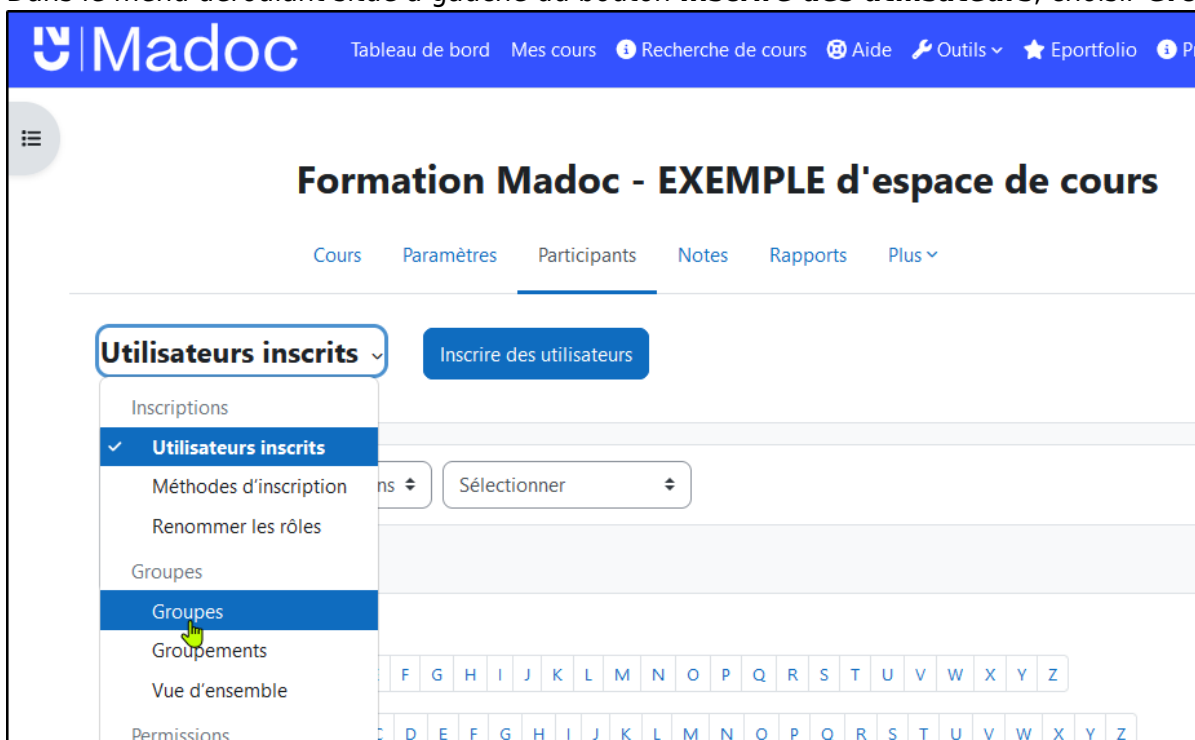 Madoc Tableau de bord Mes cours Recherche de cours Aide Outils Eportfolio
Formation Madoc - EXEMPLE d'espace de cours
Cours Paramètres Participants Notes Rapports Plus
Utilisateurs inscrits Inscrire des utilisateurs
Inscriptions
Utilisateurs inscrits
Méthodes d'inscription Sélectionner
Renommer les rôles
Groupes
Groupes
Groupements
F G H I J K L M N O P Q R S T U V W X Y Z
Vue d'ensemble
Permissions D E F G H I J K L M N O P Q R S T U V W X Y Z